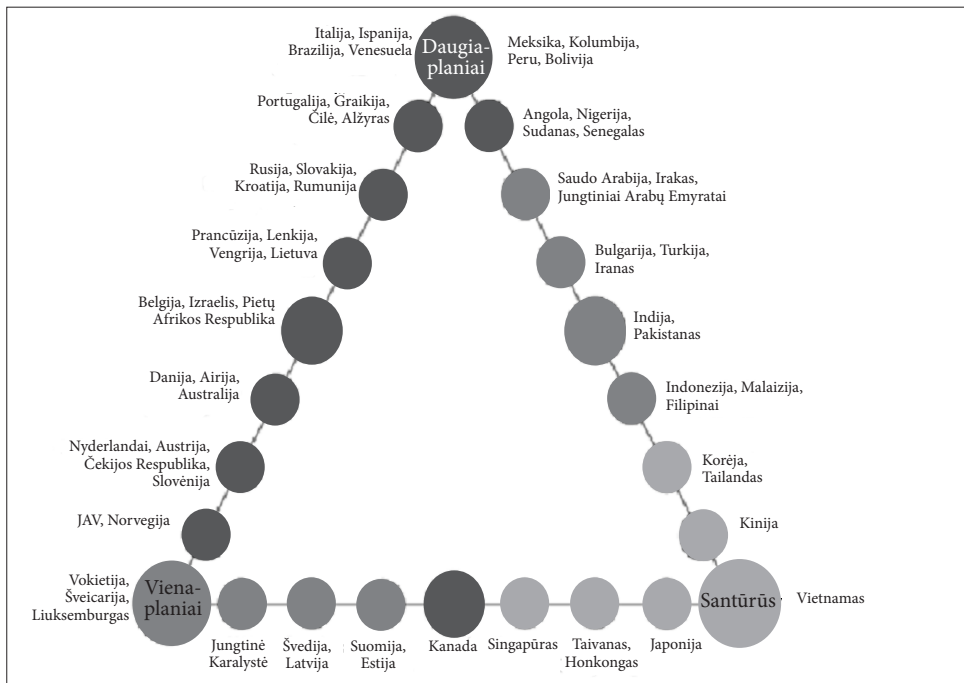 Italija, Ispanija,
Brazilija, Venesuela
Daugia-
planiai
Meksika, Kolumbija,
Peru, Bolivija
Portugalija, Graikija,
Čilė, Alžyras
Angola, Nigerija,
Sudanas, Senegalas
Rusija, Slovakija,
Kroatija, Rumunija
Saudo Arabija, Irakas,
Jungtiniai Arabų Emyratai
Prancūzija, Lenkija,
Vengrija, Lietuva
Bulgarija, Turkija,
Iranas
Belgija, Izraelis, Pietų
Afrikos Respublika
Indija,
Pakistanas
Danija, Airija,
Australija
Indonezija, Malaizija,
Filipinai
Nyderlandai, Austrija,
Čekijos Respublika,
Slovėnija
Korėja,
Tailandas
JAV, Norvegija
Kinija
Vokietija,
Šveicarija,
Liuksemburgas
Viena-
planiai
Santūrūs
Vietnamas
Jungtinė
Karalystė
Švedija,
Latvija
Suomija,
Estija
Kanada
Singapūras
Taivanas,
Honkongas
Japonija